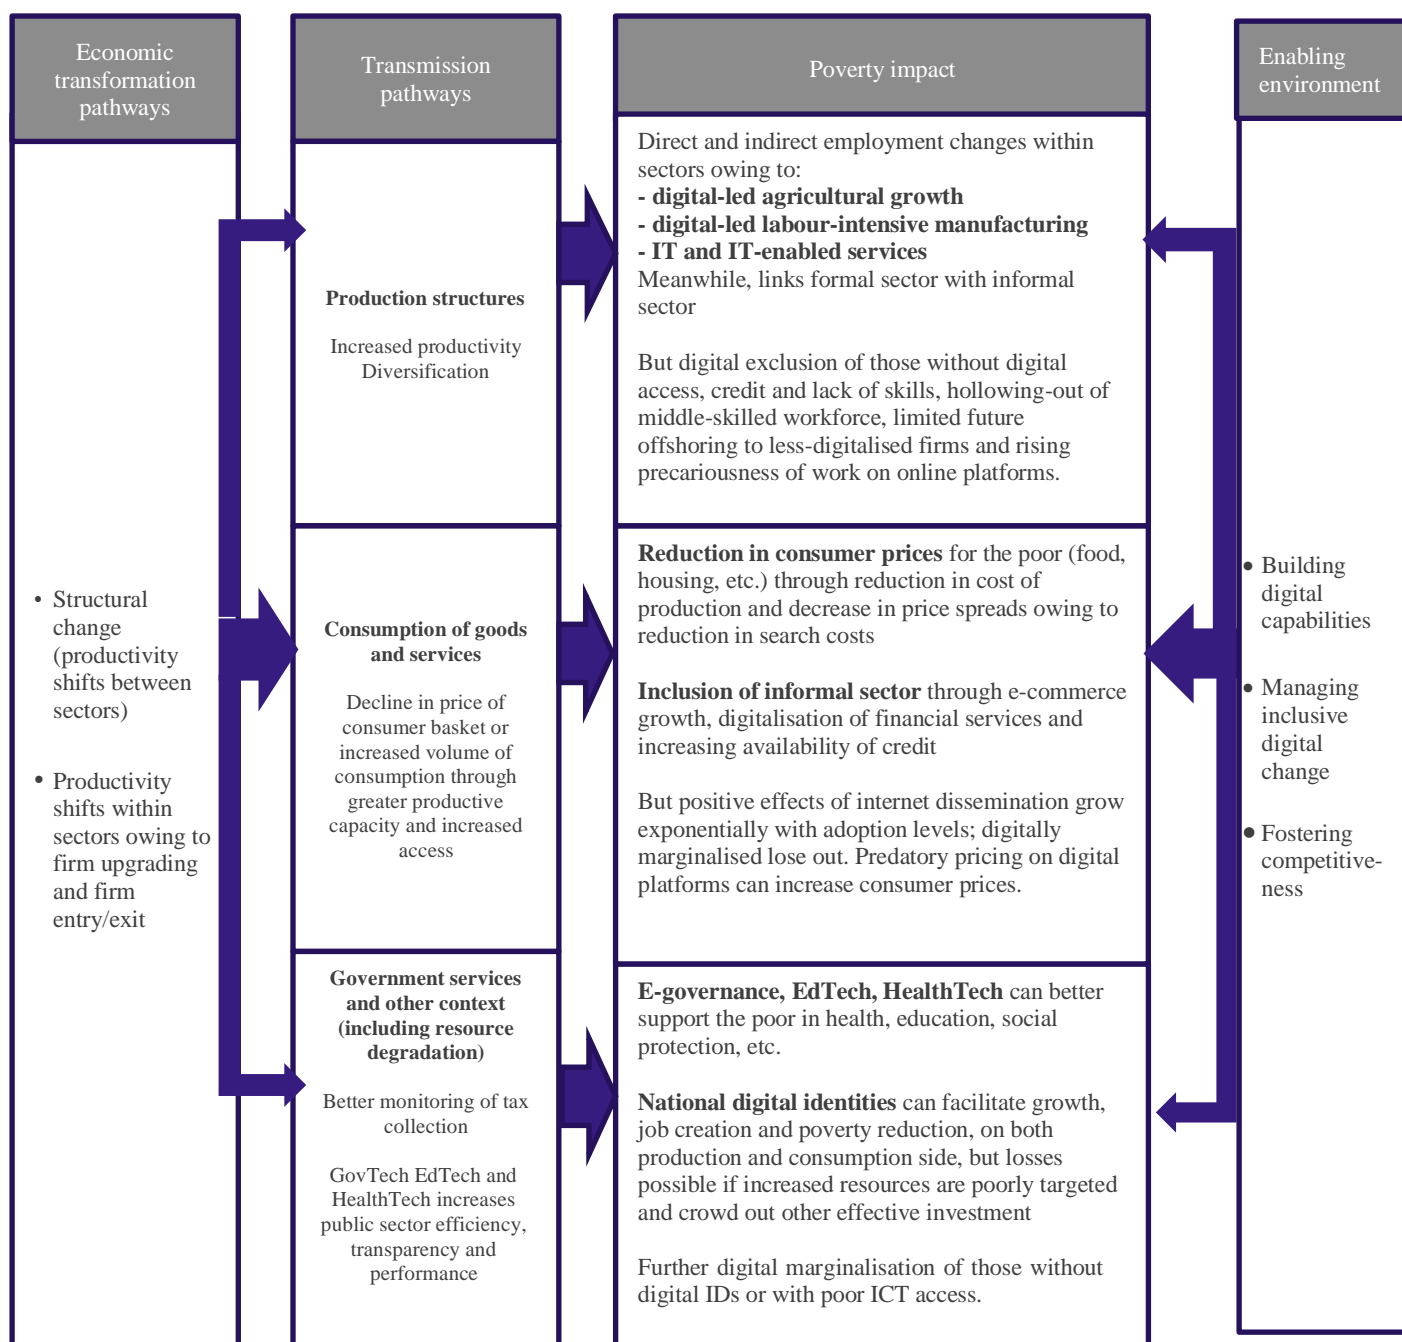 Economic
transformation
pathways
Transmission
pathways
Poverty impact
Enabling
environment
• Structural
change
(productivity
shifts between
sectors)
• Productivity
shifts within
sectors owing to
firm upgrading
and firm
entry/exit
Production structures
Increased productivity
Diversification
Direct and indirect employment changes within
sectors owing to:
- digital-led agricultural growth
- digital-led labour-intensive manufacturing
- IT and IT-enabled services
Meanwhile, links formal sector with informal
sector
But digital exclusion of those without digital
access, credit and lack of skills, hollowing-out of
middle-skilled workforce, limited future
offshoring to less-digitalised firms and rising
precariousness of work on online platforms.
Consumption of goods
and services
Decline in price of
consumer basket or
increased volume of
consumption through
greater productive
capacity and increased
access
Reduction in consumer prices for the poor (food,
housing, etc.) through reduction in cost of
production and decrease in price spreads owing to
reduction in search costs
Inclusion of informal sector through e-commerce
growth, digitalisation of financial services and
increasing availability of credit
But positive effects of internet dissemination grow
exponentially with adoption levels; digitally
marginalised lose out. Predatory pricing on digital
platforms can increase consumer prices.
Government services
and other context
(including resource
degradation)
Better monitoring of tax
collection
GovTech EdTech and
HealthTech increases
public sector efficiency,
transparency and
performance
E-governance, EdTech, HealthTech can better
support the poor in health, education, social
protection, etc.
National digital identities can facilitate growth,
job creation and poverty reduction, on both
production and consumption side, but losses
possible if increased resources are poorly targeted
and crowd out other effective investment
Further digital marginalisation of those without
digital IDs or with poor ICT access.
• Building
digital
capabilities
• Managing
inclusive
digital
change
• Fostering
competitive-
ness